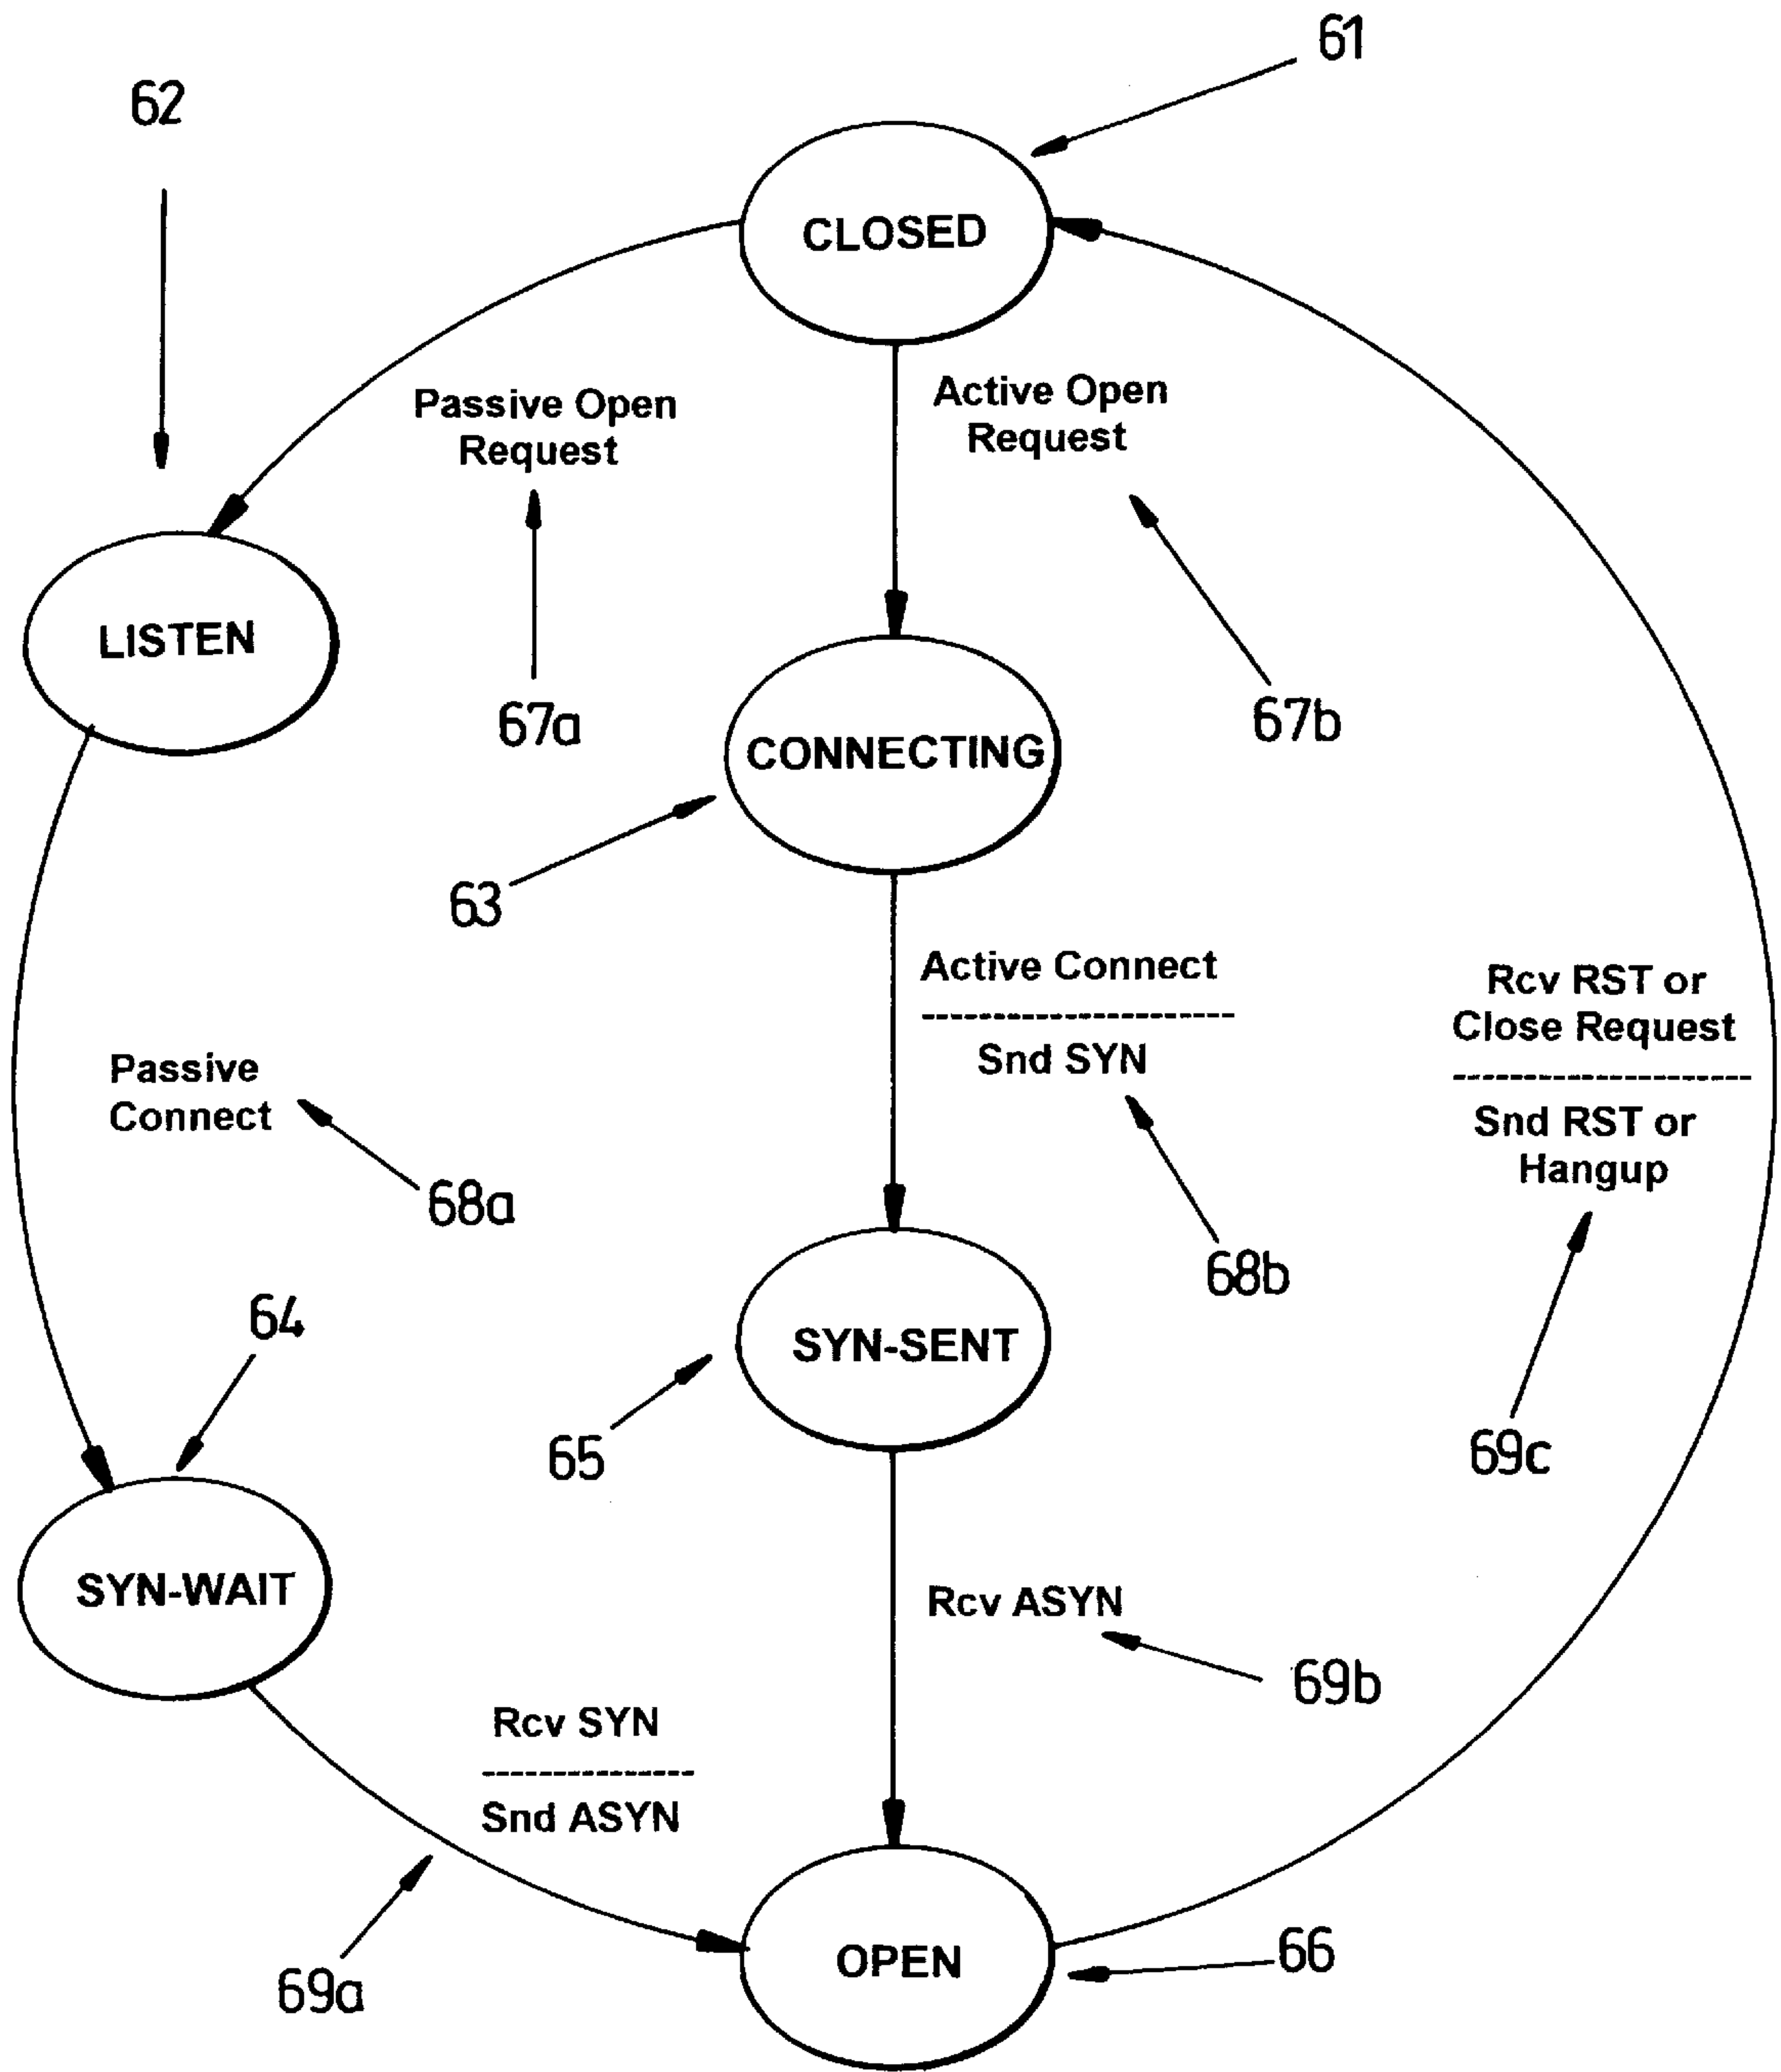 61
62
CLOSED
Passive Open
Request
Active Open
Request
LISTEN
67a
67b
CONNECTING
63
Active Connect
Snd SYN
Rcv RST or
Close Request
Snd RST or
Hangup
Passive
Connect
68a
68b
64
SYN-SENT
65
69c
SYN-WAIT
Rcv ASYN
69b
Rcv SYN
Snd ASYN
69a
OPEN
66